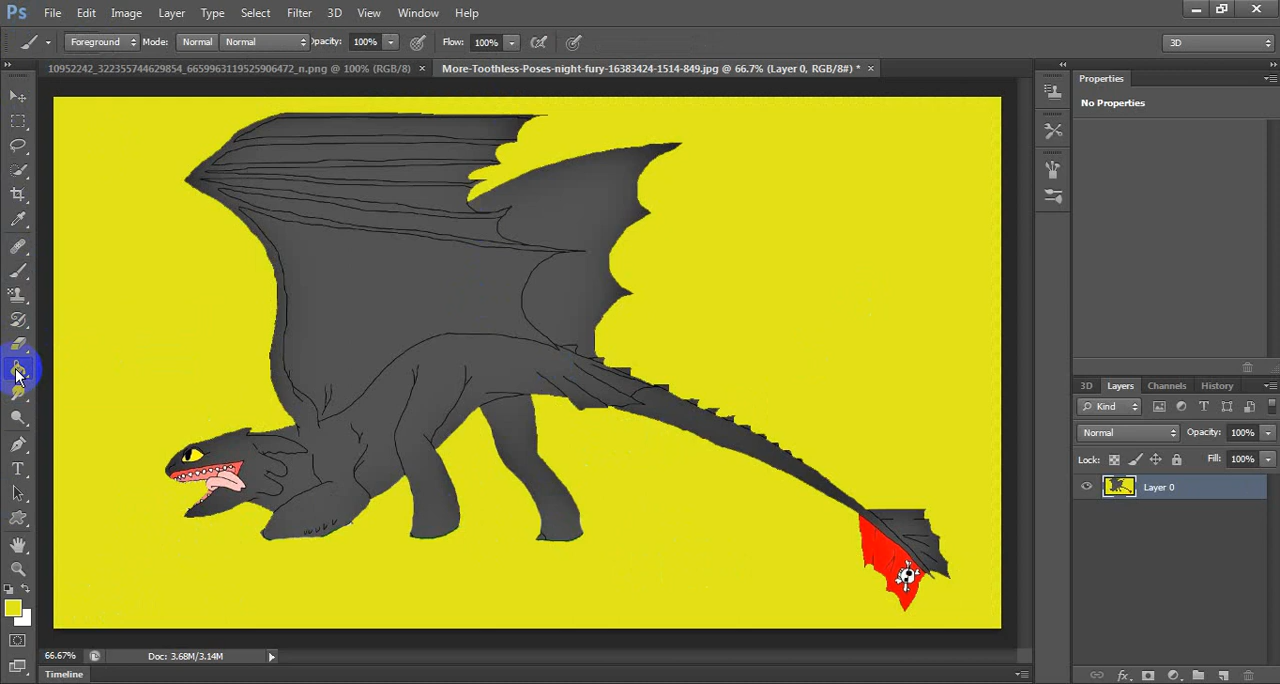 Ps File Edit Image Layer Type Select Filter 3D View Window Help
Foreground Mode: Normal Normal Opacity: 100% Flow: 100% 3D
10952242_322355744629854_6659963119525906472_n.png @ 100% (RGB/8) × More-Toothless-Poses-night-fury-16383424-1514-849.jpg @ 66.7% (Layer 0, RGB/8#) * ×
Properties
No Properties
3D Layers Channels History
Kind
Normal Opacity: 100%
Lock: Fill: 100%
Layer 0
66.67% Doc: 3.68M/3.14M
Timeline